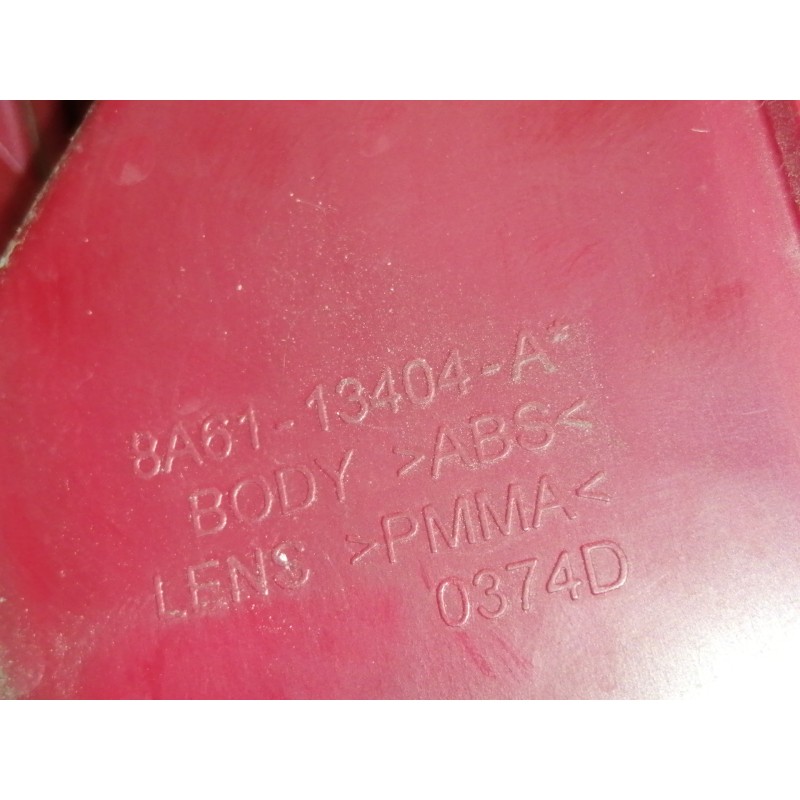 8A61-13404-A*
BODY >ABS<
LENS >PMMA<
0374D